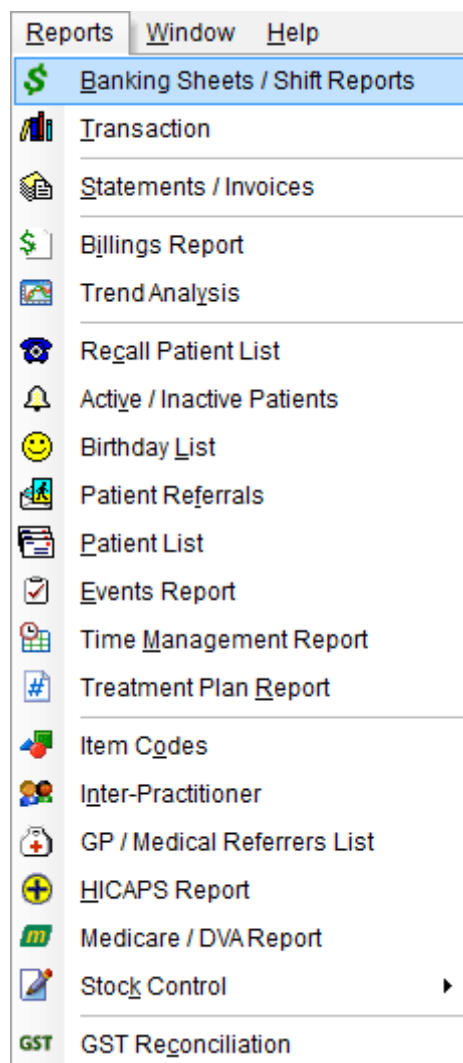 Reports Window Help
Banking Sheets / Shift Reports
Transaction
Statements / Invoices
Billings Report
Trend Analysis
Recall Patient List
Active / Inactive Patients
Birthday List
Patient Referrals
Patient List
Events Report
Time Management Report
Treatment Plan Report
Item Codes
Inter-Practitioner
GP / Medical Referrers List
HICAPS Report
Medicare / DVA Report
Stock Control
GST GST Reconciliation